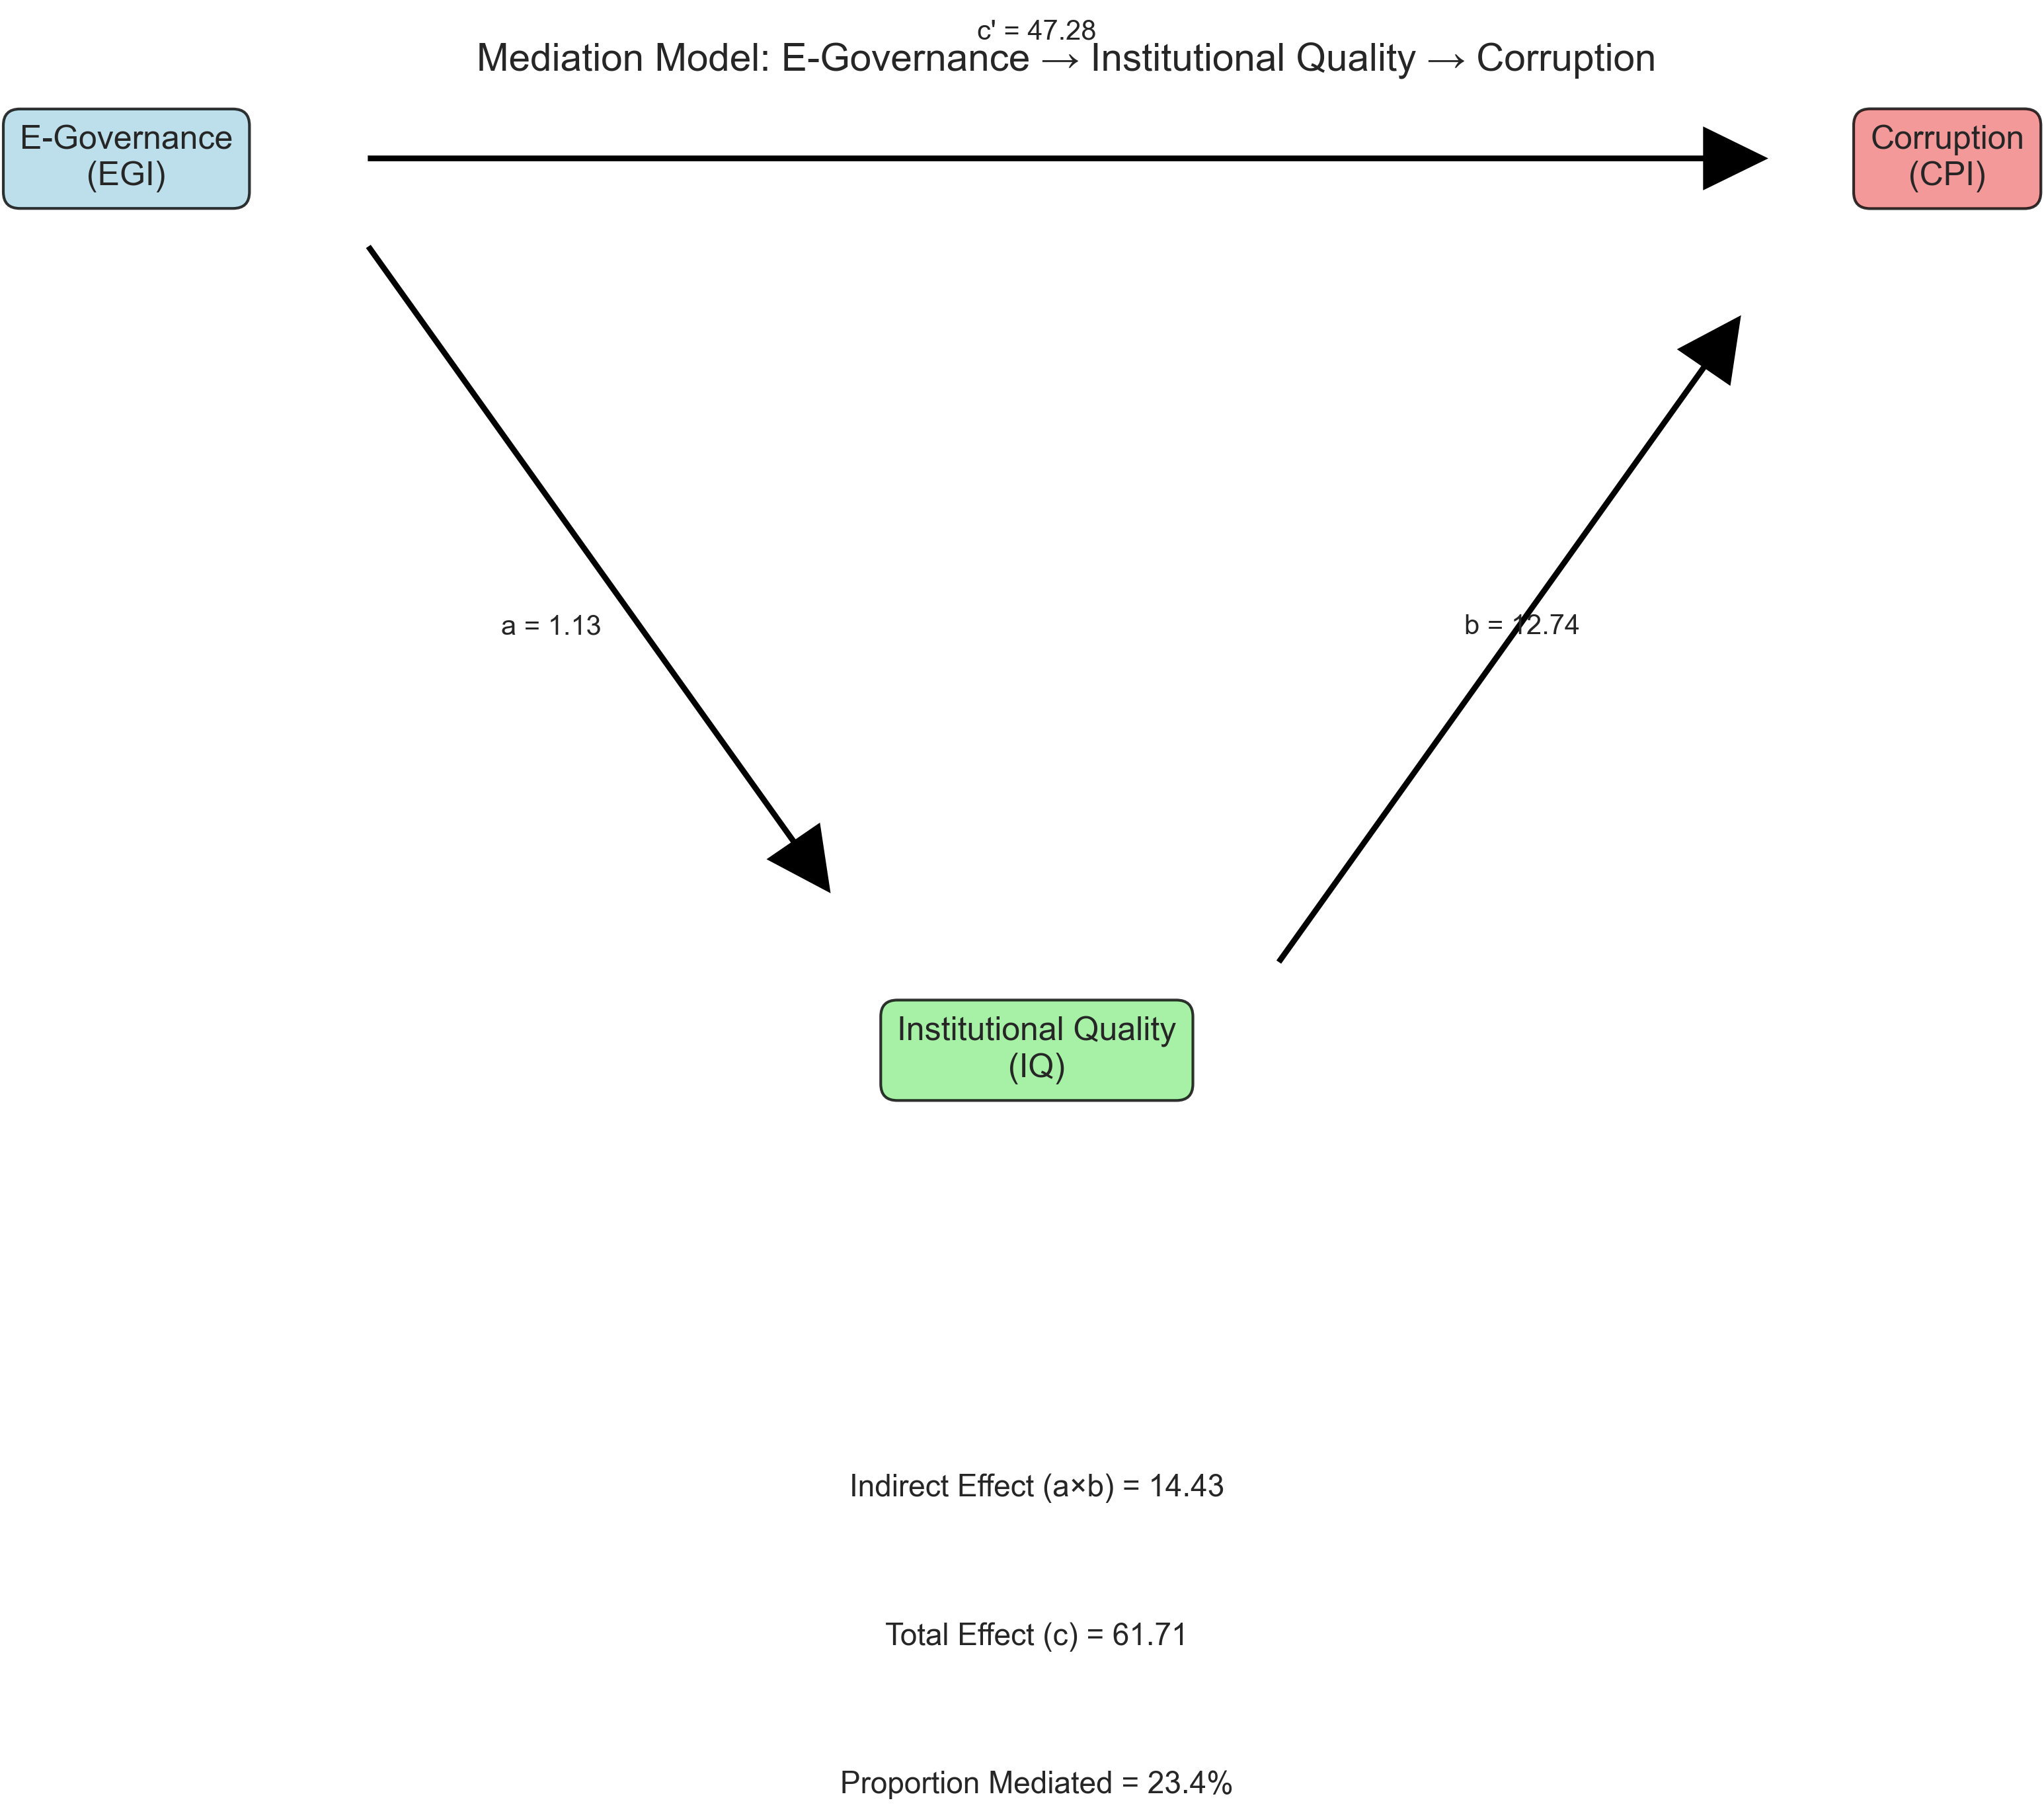 c' = 47.28
Mediation Model: E-Governance → Institutional Quality → Corruption
E-Governance
(EGI)
Corruption
(CPI)
a = 1.13
b = 12.74
Institutional Quality
(IQ)
Indirect Effect (a×b) = 14.43
Total Effect (c) = 61.71
Proportion Mediated = 23.4%